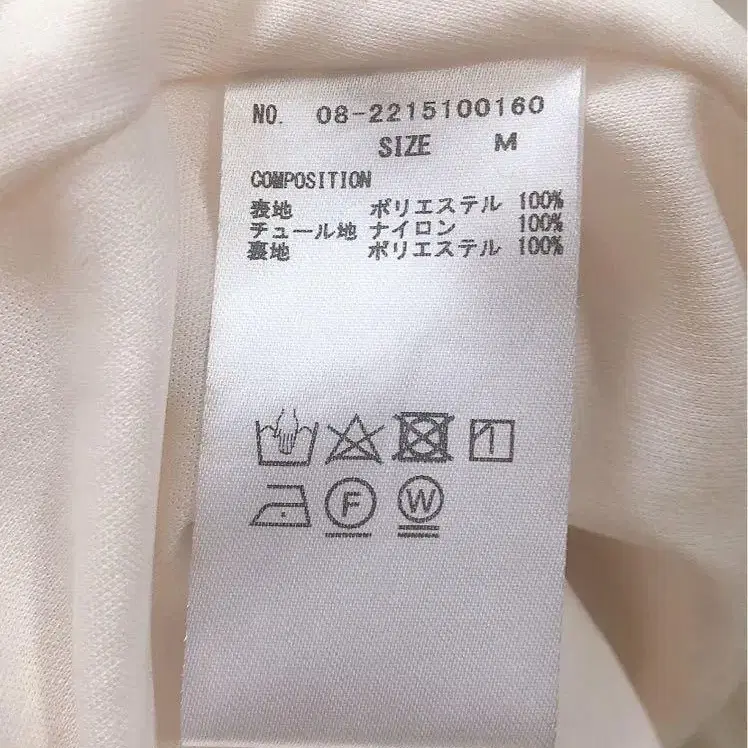 NO. 08-2215100160
SIZE M
COMPOSITION
表地 ポリエステル 100%
チュール地 ナイロン 100%
裏地 ポリエステル 100%
F W